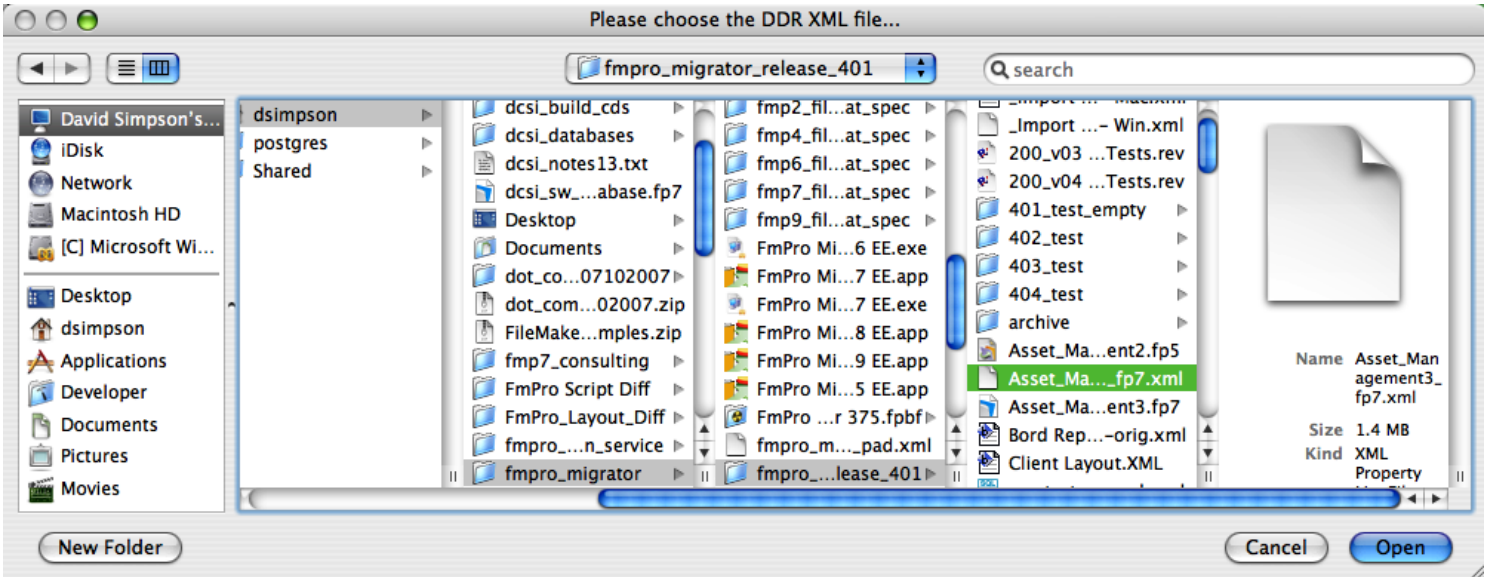 Please choose the DDR XML file...
fmpro_migrator_release_401
search
David Simpson's...
iDisk
Network
Macintosh HD
[C] Microsoft Wi...
Desktop
dsimpson
Applications
Developer
Documents
Pictures
Movies
dsimpson
postgres
Shared
dcsi_build_cds
dcsi_databases
dcsi_notes13.txt
dcsi_sw_...abase.fp7
Desktop
Documents
dot_co...07102007
dot_com...02007.zip
FileMake...mples.zip
fmp7_consulting
FmPro Script Diff
FmPro_Layout_Diff
fmpro_...n_service
fmpro_migrator
fmp2_fil...at_spec
fmp4_fil...at_spec
fmp6_fil...at_spec
fmp7_fil...at_spec
fmp9_fil...at_spec
FmPro Mi...6 EE.exe
FmPro Mi...7 EE.app
FmPro Mi...7 EE.exe
FmPro Mi...8 EE.app
FmPro Mi...9 EE.app
FmPro Mi...5 EE.app
FmPro ...r 375.fpbf
fmpro_m..._pad.xml
fmpro_...lease_401
_Import ...- Mac.xml
_Import ...- Win.xml
200_v03 ...Tests.rev
200_v04 ...Tests.rev
401_test_empty
402_test
403_test
404_test
archive
Asset_Ma...ent2.fp5
Asset_Ma..._fp7.xml
Asset_Ma...ent3.fp7
Bord Rep...-orig.xml
Client Layout.XML
Name Asset_Man
agement3_
fp7.xml
Size 1.4 MB
Kind XML
Property
New Folder
Cancel
Open